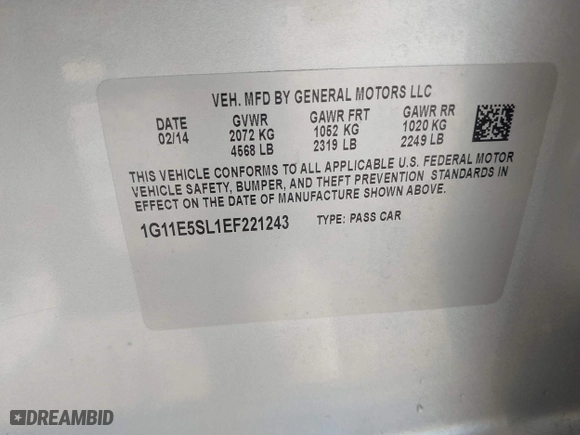 VEH. MFD BY GENERAL MOTORS LLC
DATE GVWR GAWR FRT GAWR RR
02/14 2072 KG 1052 KG 1020 KG
4568 LB 2319 LB 2249 LB
THIS VEHICLE CONFORMS TO ALL APPLICABLE U.S. FEDERAL MOTOR
VEHICLE SAFETY, BUMPER, AND THEFT PREVENTION STANDARDS IN
EFFECT ON THE DATE OF MANUFACTURE SHOWN ABOVE.
1G11E5SL1EF221243 TYPE: PASS CAR
DREAMBID